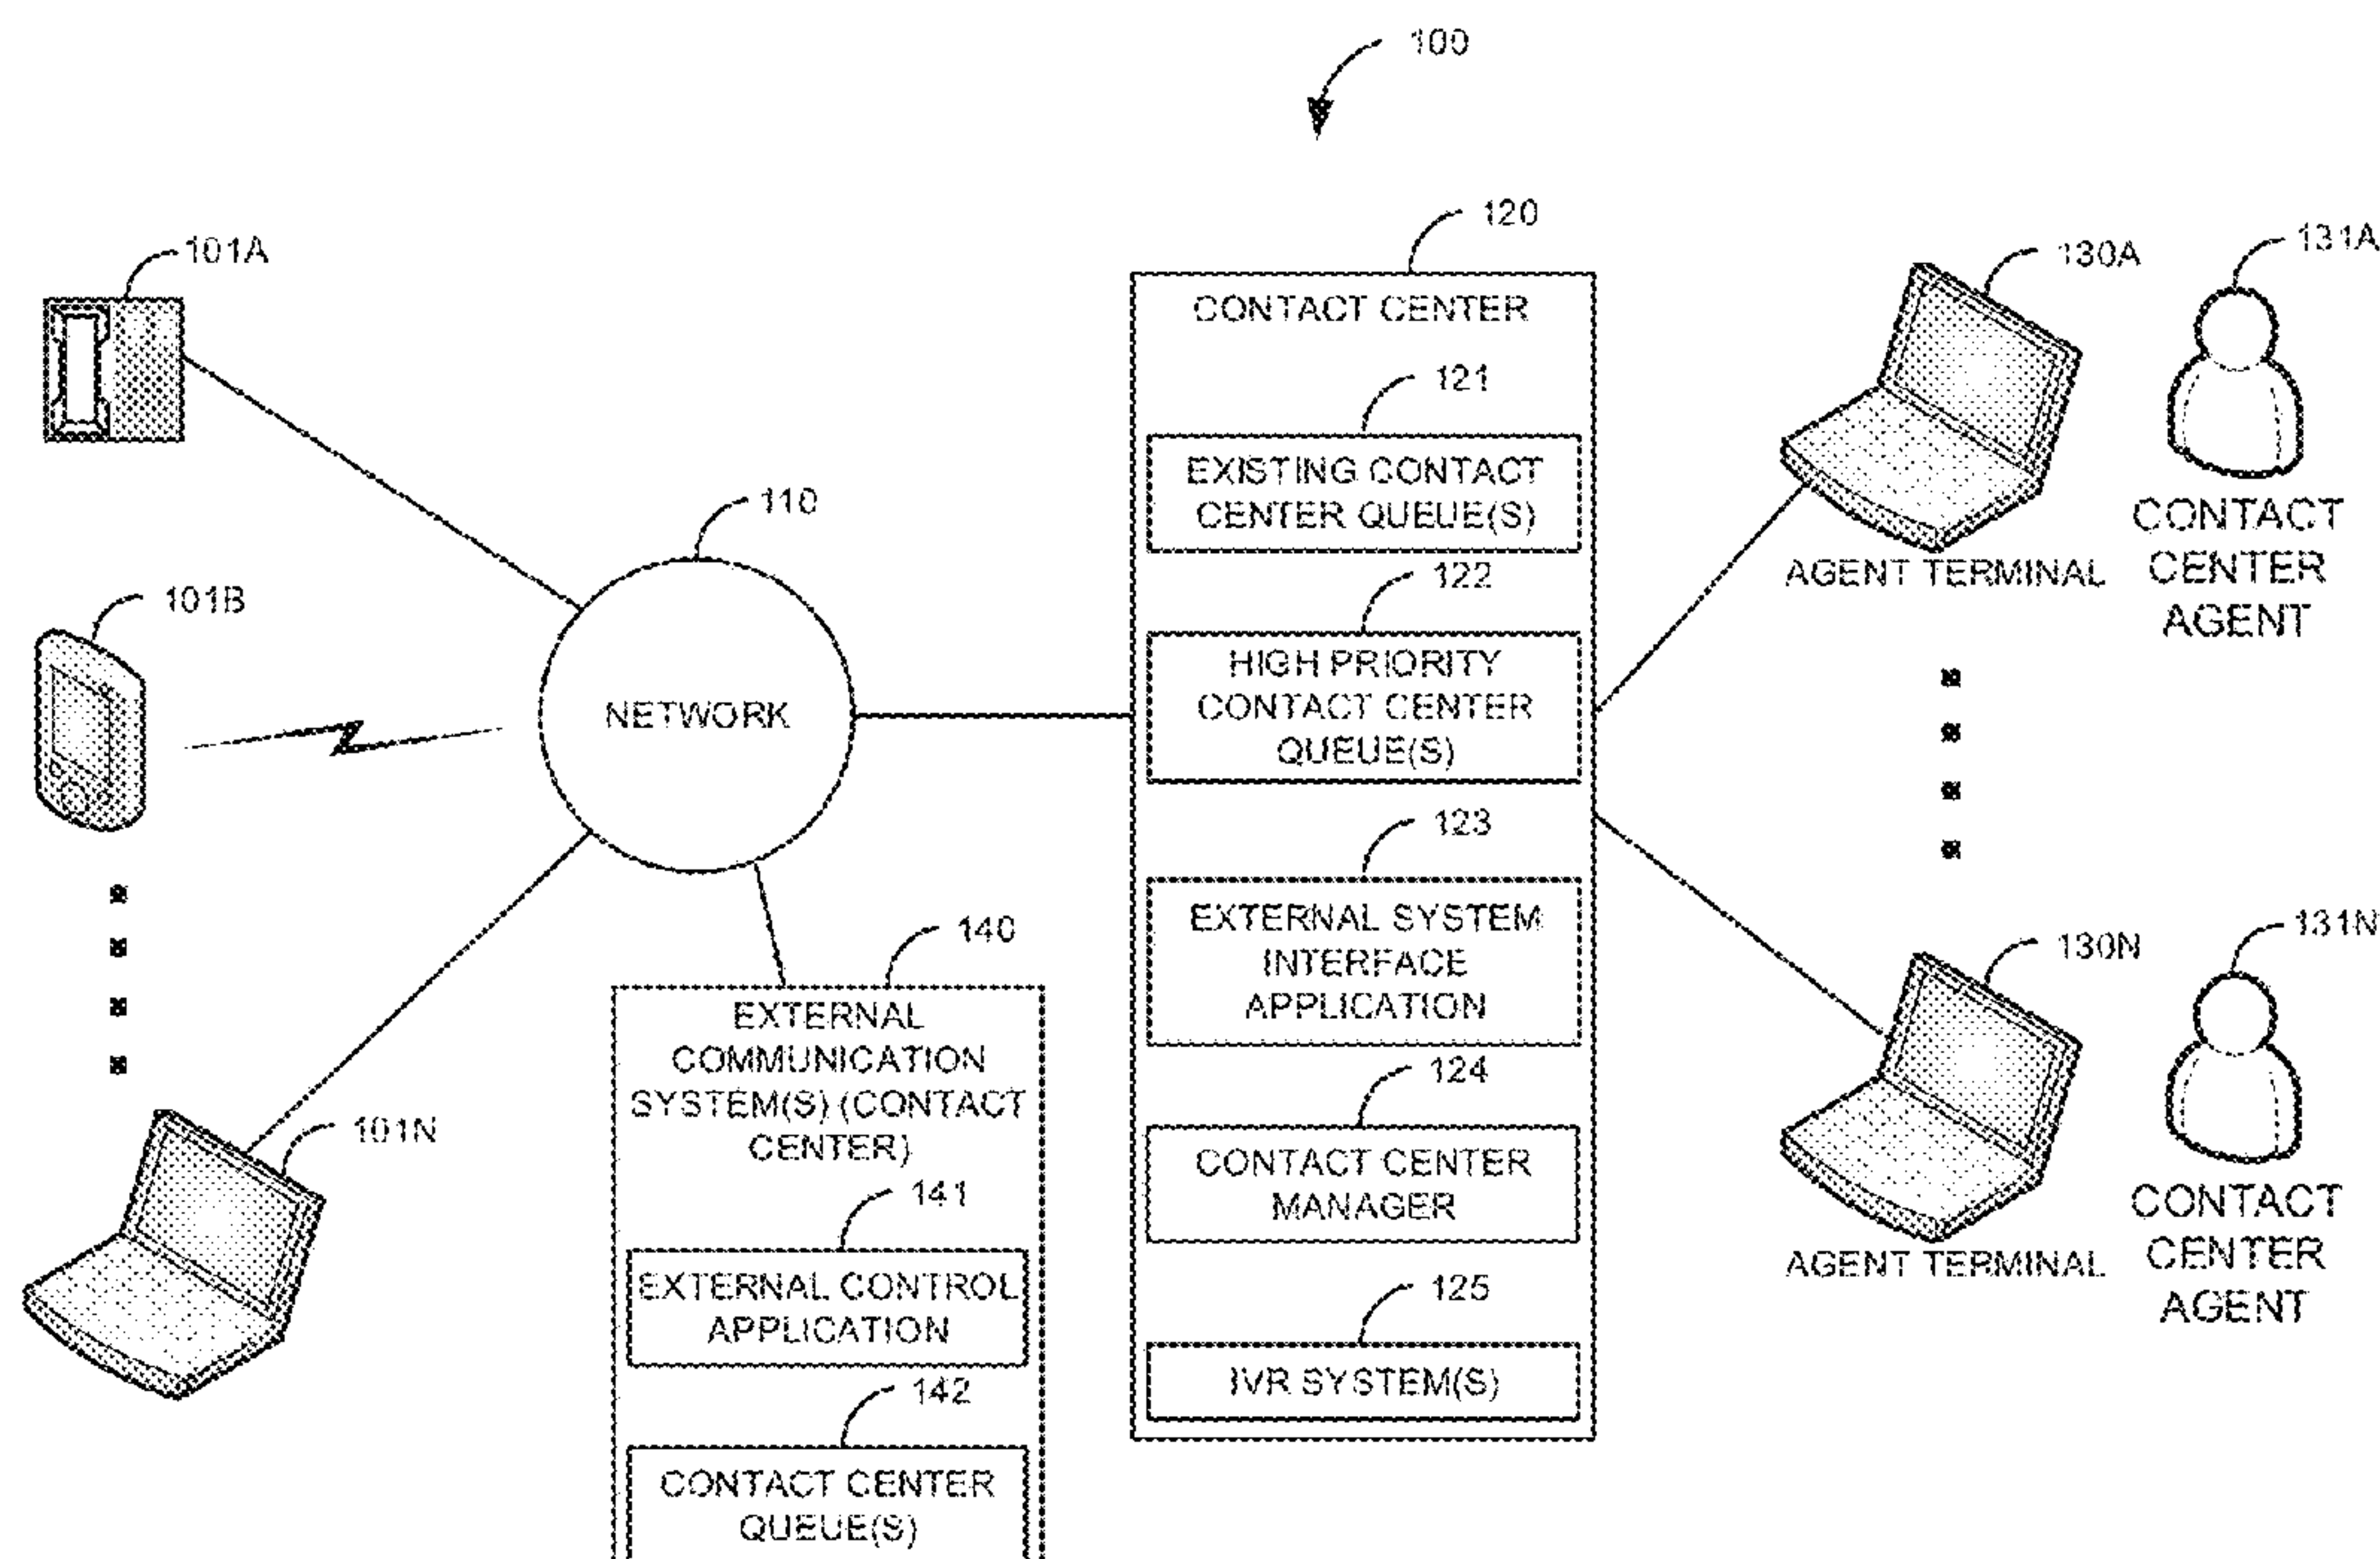 100
101A
101B
101N
110
NETWORK
140
EXTERNAL
COMMUNICATION
SYSTEM(S) (CONTACT
CENTER)
141
EXTERNAL CONTROL
APPLICATION
142
CONTACT CENTER
QUEUE(S)
120
CONTACT CENTER
121
EXISTING CONTACT
CENTER QUEUE(S)
122
HIGH PRIORITY
CONTACT CENTER
QUEUE(S)
123
EXTERNAL SYSTEM
INTERFACE
APPLICATION
124
CONTACT CENTER
MANAGER
125
IVR SYSTEM(S)
130A
AGENT TERMINAL
131A
CONTACT
CENTER
AGENT
130N
AGENT TERMINAL
131N
CONTACT
CENTER
AGENT